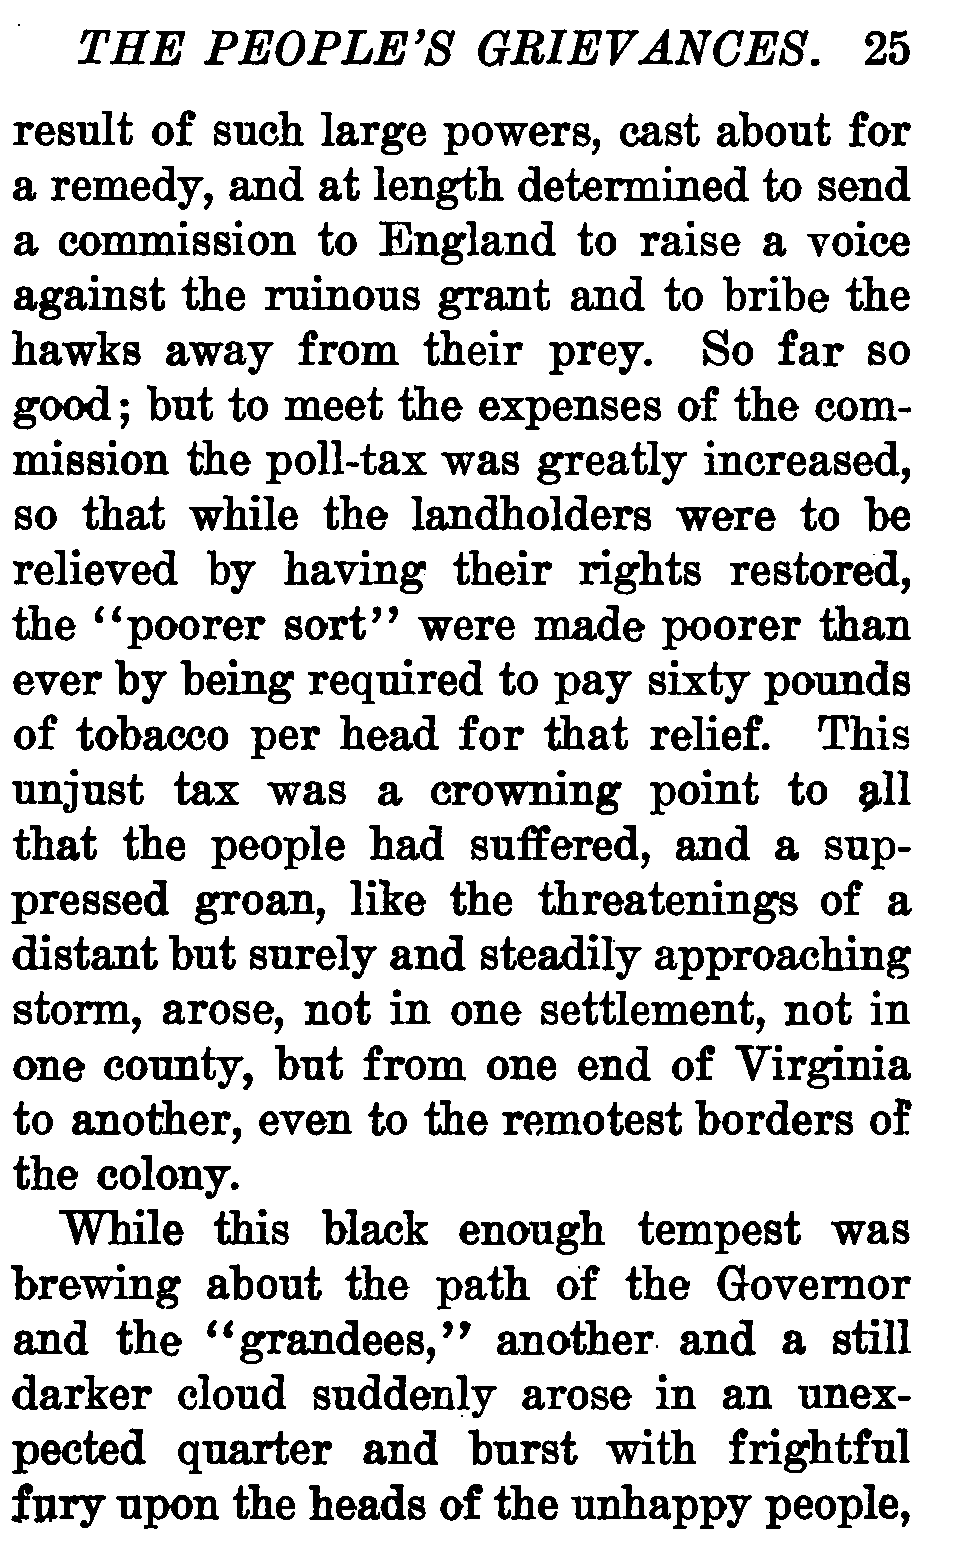 THE PEOPLE'S GRIEVANCES. 25
result of such large powers, cast about for
a remedy, and at length determined to send
a commission to England to raise a voice
against the ruinous grant and to bribe the
hawks away from their prey. So far so
good; but to meet the expenses of the com-
mission the poll-tax was greatly increased,
so that while the landholders were to be
relieved by having their rights restored,
the "poorer sort" were made poorer than
ever by being required to pay sixty pounds
of tobacco per head for that relief. This
unjust tax was a crowning point to all
that the people had suffered, and a sup-
pressed groan, like the threatenings of a
distant but surely and steadily approaching
storm, arose, not in one settlement, not in
one county, but from one end of Virginia
to another, even to the remotest borders of
the colony.
While this black enough tempest was
brewing about the path of the Governor
and the "grandees," another and a still
darker cloud suddenly arose in an unex-
pected quarter and burst with frightful
fury upon the heads of the unhappy people,